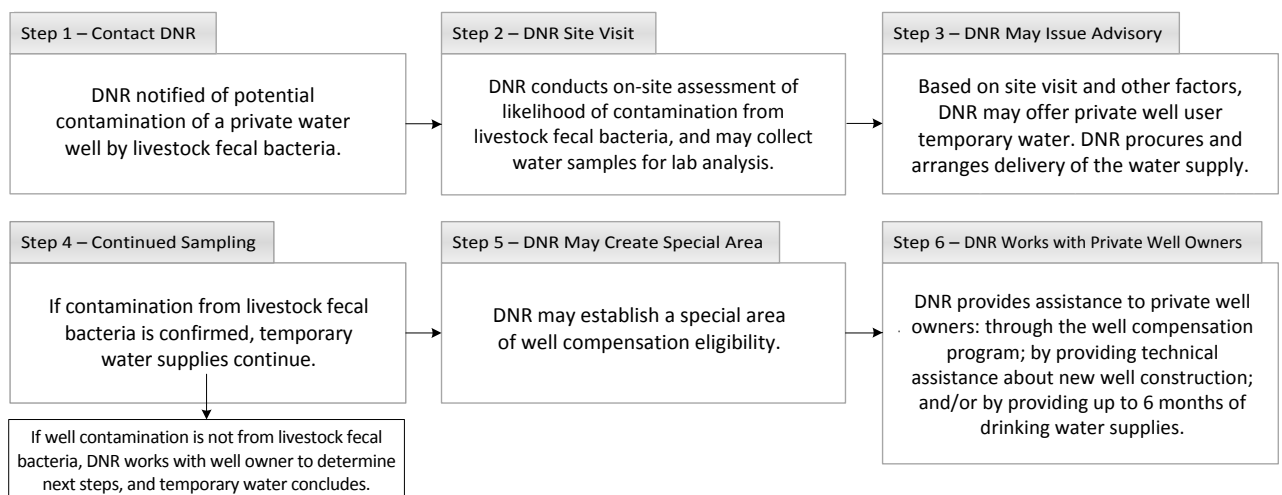 Step 1 – Contact DNR
DNR notified of potential
contamination of a private water
well by livestock fecal bacteria.
Step 2 – DNR Site Visit
DNR conducts on-site assessment of
likelihood of contamination from
livestock fecal bacteria, and may collect
water samples for lab analysis.
Step 3 – DNR May Issue Advisory
Based on site visit and other factors,
DNR may offer private well user
temporary water. DNR procures and
arranges delivery of the water supply.
Step 4 – Continued Sampling
If contamination from livestock fecal
bacteria is confirmed, temporary
water supplies continue.
If well contamination is not from livestock fecal
bacteria, DNR works with well owner to determine
next steps, and temporary water concludes.
Step 5 – DNR May Create Special Area
DNR may establish a special area
of well compensation eligibility.
Step 6 – DNR Works with Private Well Owners
DNR provides assistance to private well
owners: through the well compensation
program; by providing technical
assistance about new well construction;
and/or by providing up to 6 months of
drinking water supplies.